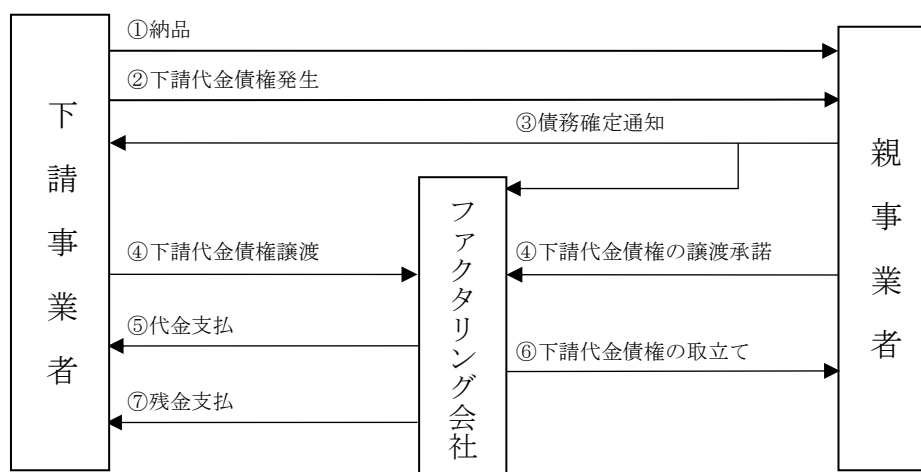 ①納品
②下請代金債権発生
③債務確定通知
下請事業者
親事業者
ファクタリング会社
④下請代金債権譲渡
④下請代金債権の譲渡承諾
⑤代金支払
⑥下請代金債権の取立て
⑦残金支払